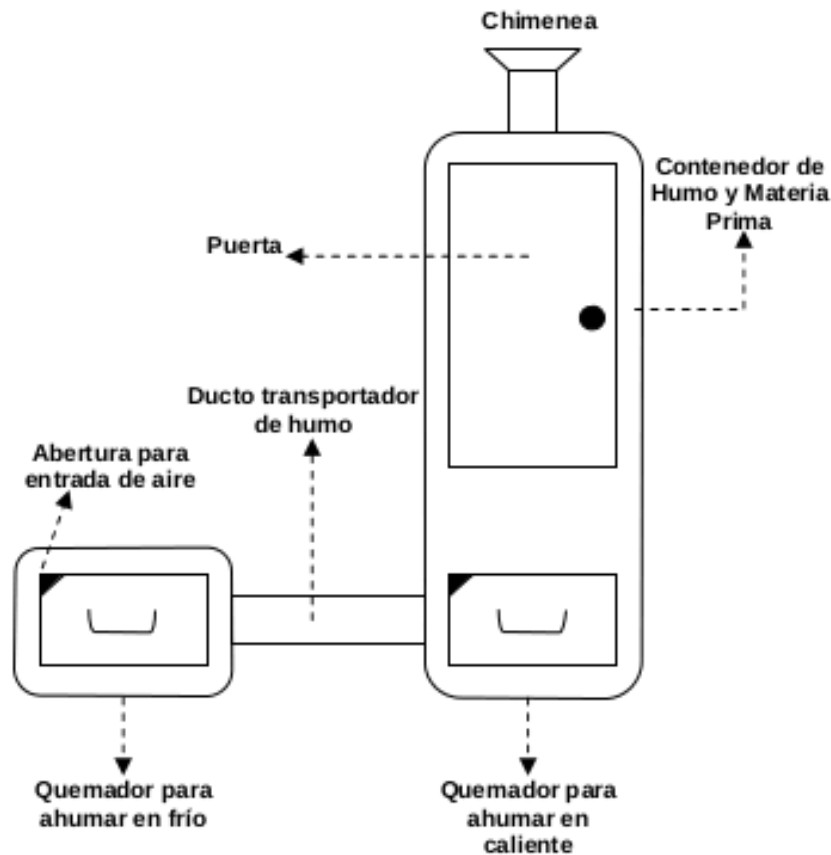 Chimenea
Contenedor de
Humo y Materia
Prima
Puerta
Ducto transportador
de humo
Abertura para
entrada de aire
Quemador para
ahumar en frío
Quemador para
ahumar en
caliente